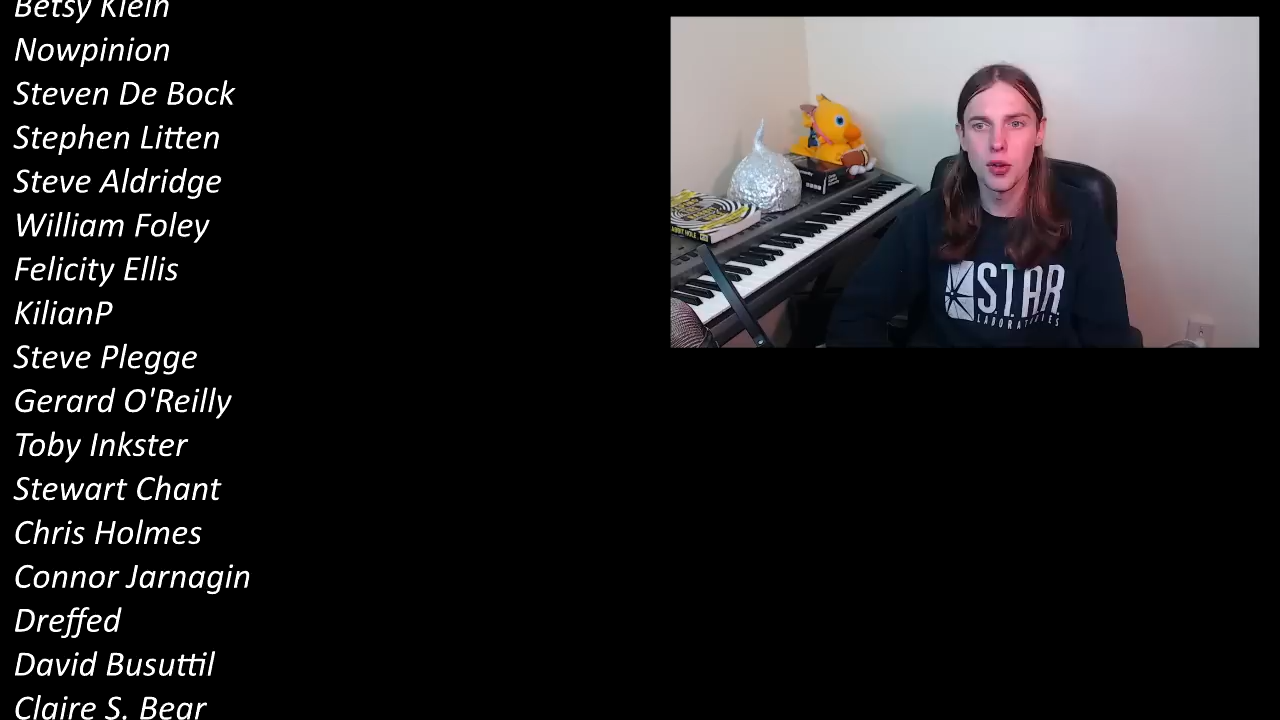 Betsy Klein
Nowpinion
Steven De Bock
Stephen Litten
Steve Aldridge
William Foley
Felicity Ellis
KilianP
Steve Plegge
Gerard O'Reilly
Toby Inkster
Stewart Chant
Chris Holmes
Connor Jarnagin
Dreffed
David Busuttil
Claire S. Bear
S.T.A.R.
LABORATORIES